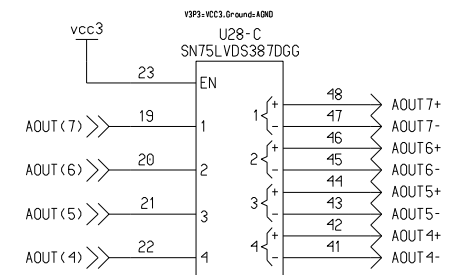 V3P3=VCC3,Ground=AGND
vcc3
U28-C
SN75LVDS387DGG
23
EN
48
AOUT7+
AOUT(7) 19 1
1 + 
- 47 AOUT7-
46 AOUT6+
AOUT(6) 20 2
2 +
- 45 AOUT6-
44 AOUT5+
AOUT(5) 21 3
3 +
- 43 AOUT5-
42 AOUT4+
AOUT(4) 22 4
4 +
- 41 AOUT4-